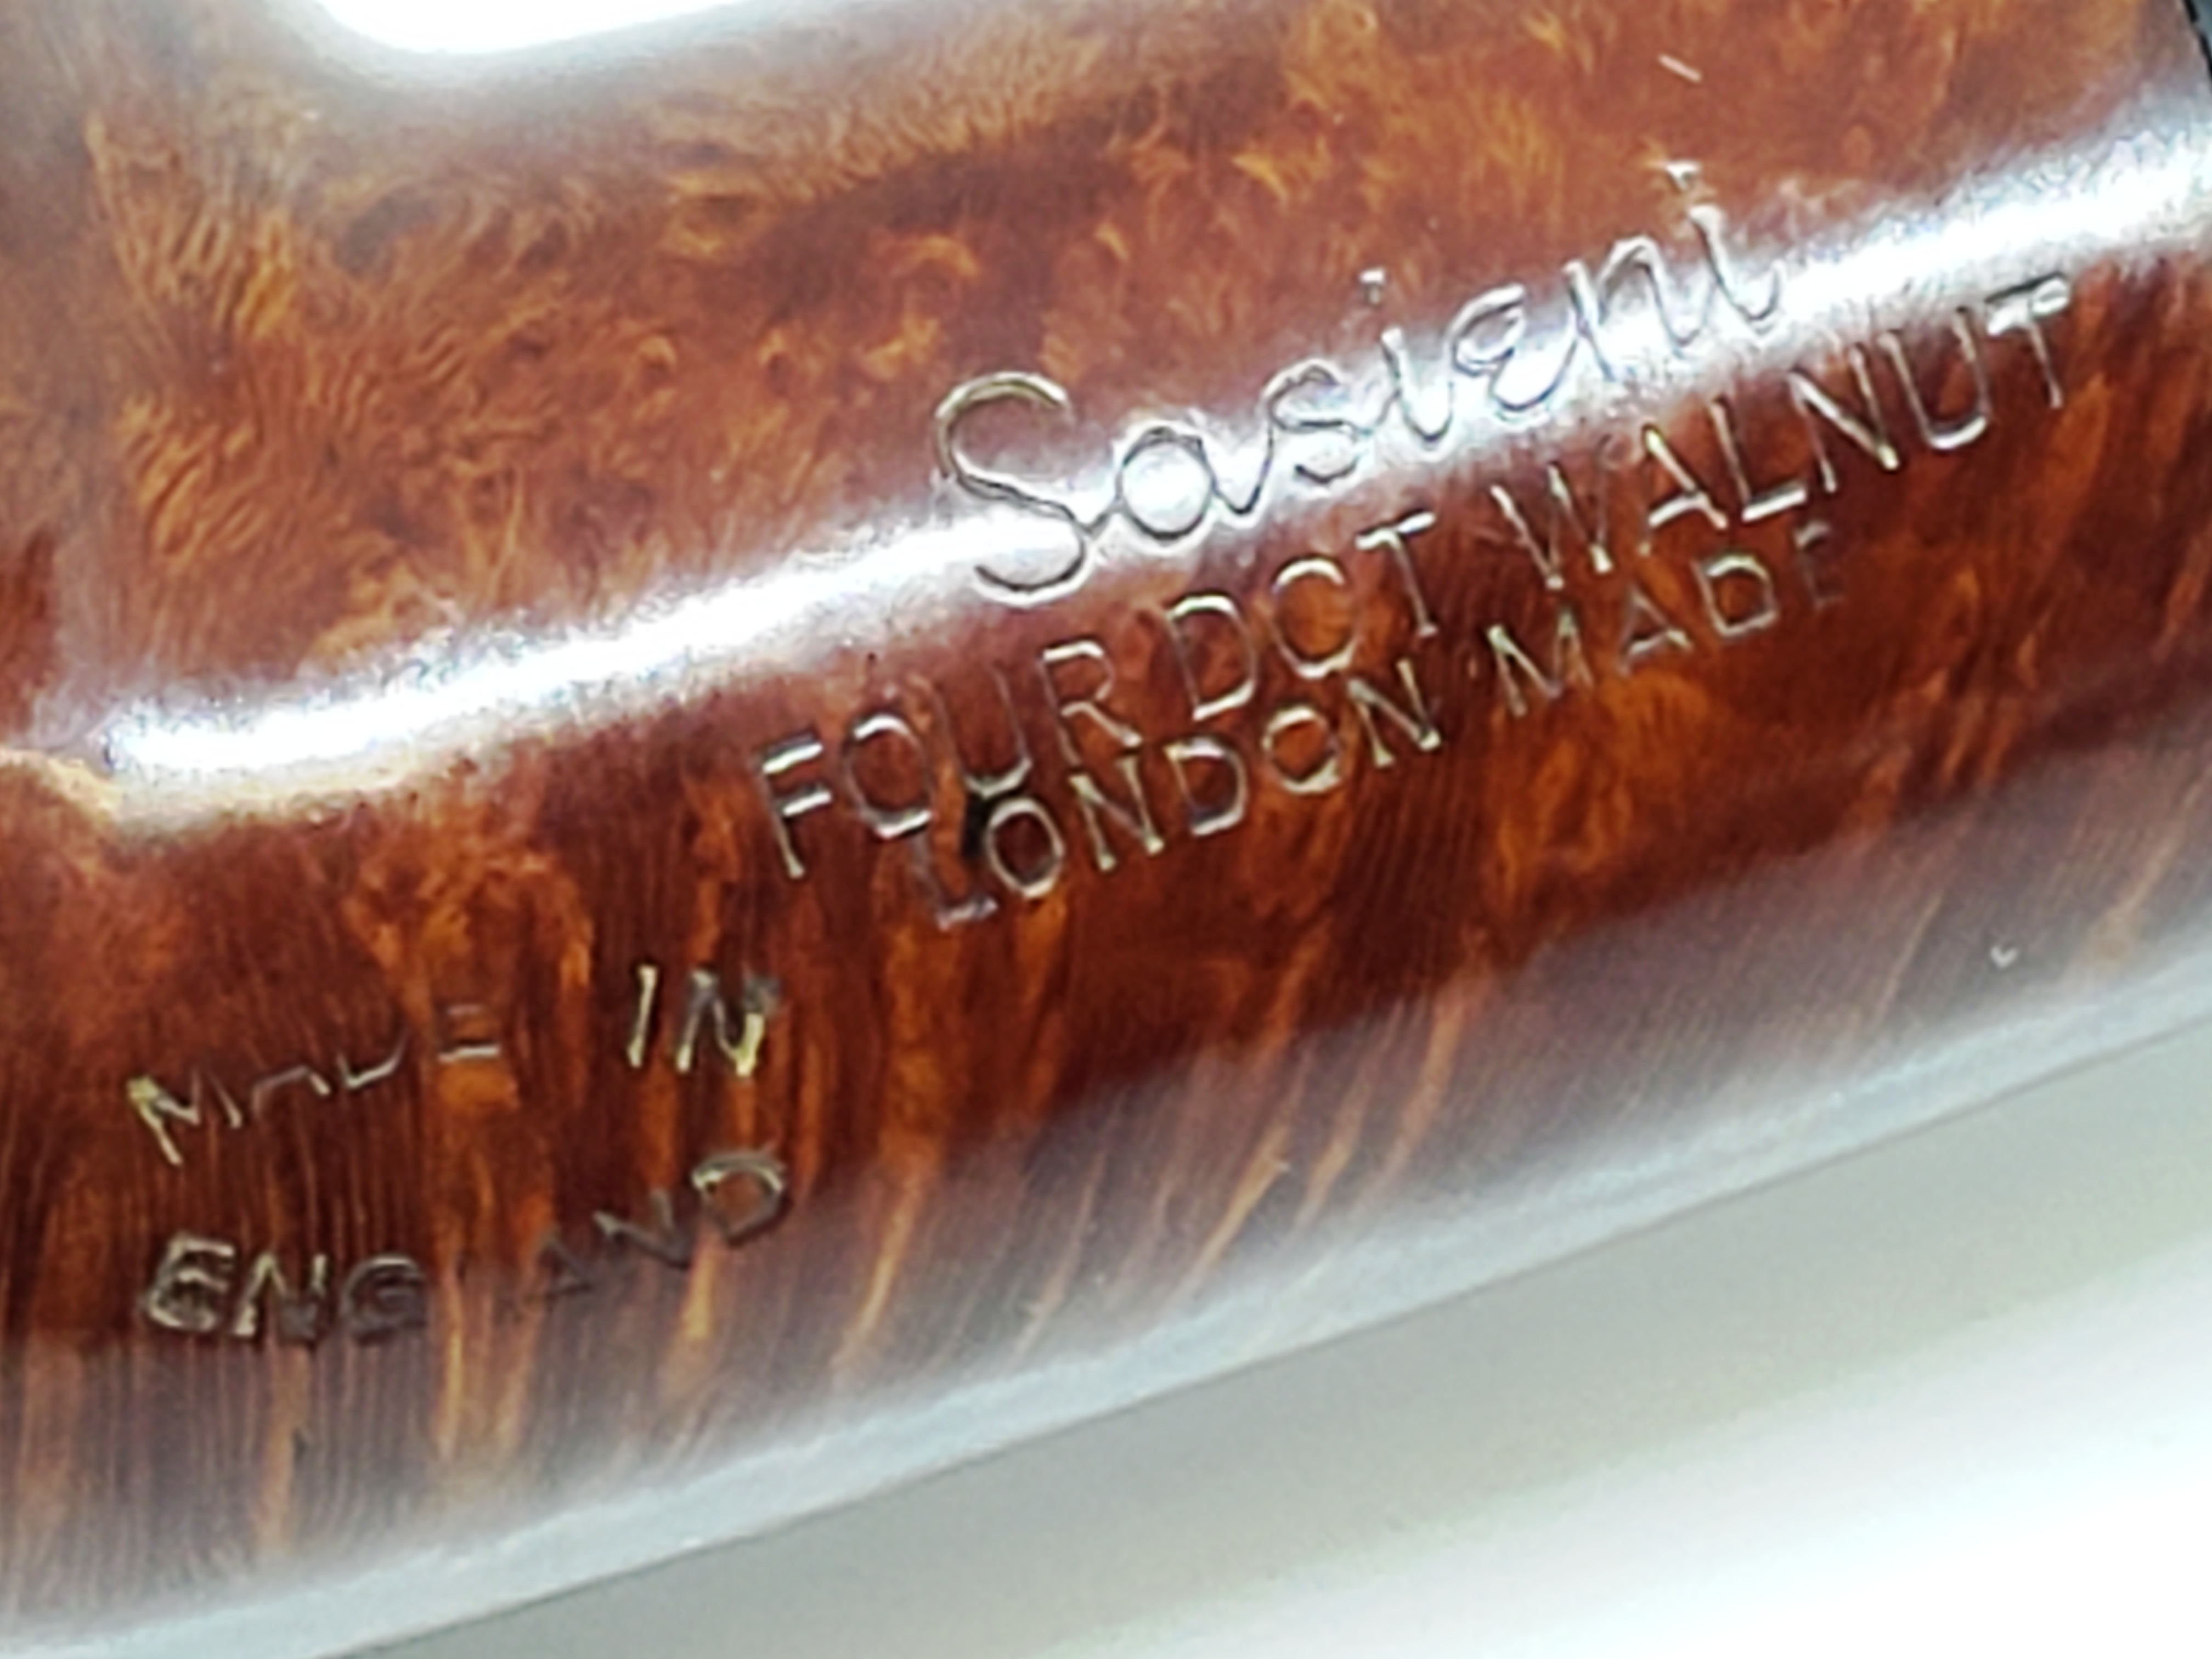 Sasieni
FOUR DOT WALNUT
LONDON MADE
MADE IN
ENGLAND